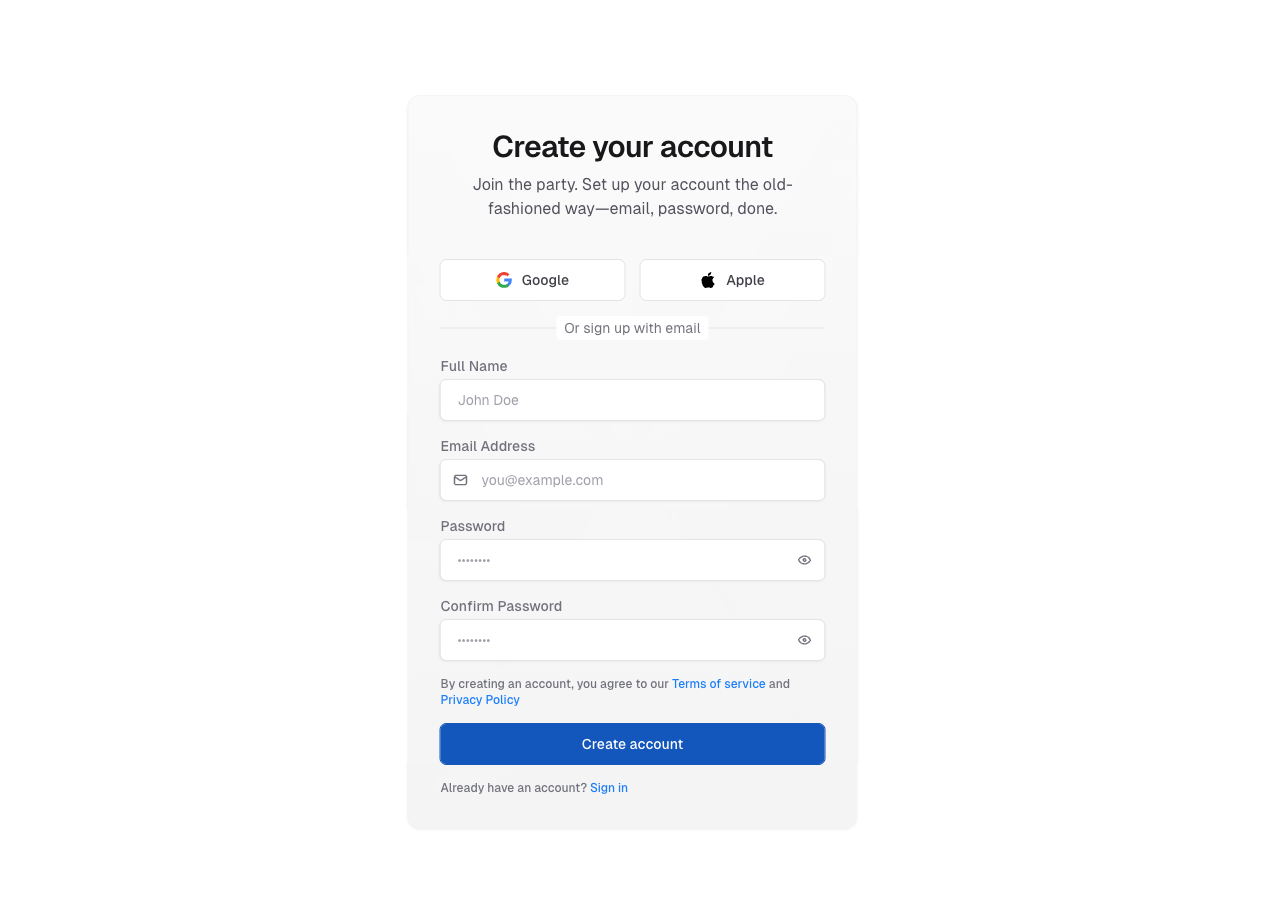 Create your account
Join the party. Set up your account the old-
fashioned way—email, password, done.
Google
Apple
Or sign up with email
Full Name
John Doe
Email Address
you@example.com
Password
••••••••
Confirm Password
••••••••
By creating an account, you agree to our Terms of service and
Privacy Policy
Create account
Already have an account? Sign in